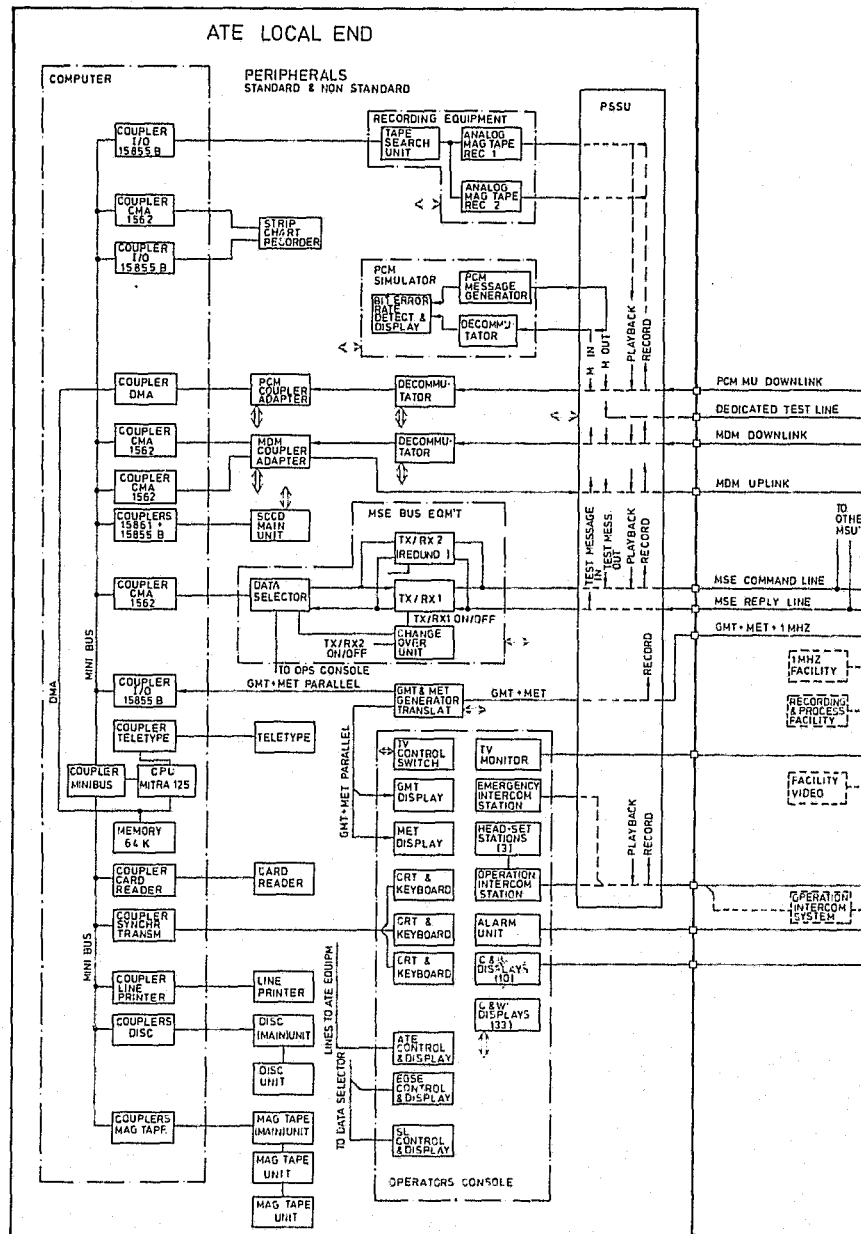 ATE LOCAL END
COMPUTER
PERIPHERALS
STANDARD & NON STANDARD
PSSU
RECORDING EQUIPMENT
COUPLER
I/O
15855 B
TAPE
SEARCH
UNIT
ANALOG
MAG TAPE
REC 1
ANALOG
MAG TAPE
REC 2
COUPLER
CMA
1562
STRIP
CHART
RECORDER
COUPLER
I/O
15855 B
PCM
SIMULATOR
PCM
MESSAGE
GENERATOR
BIT ERROR
RATE
DETECT &
DISPLAY
DECOMMU-
TATOR
M IN
M OUT
PLAYBACK
RECORD
COUPLER
DMA
PCM
COUPLER
ADAPTER
DECOMMU-
TATOR
PCM MU DOWNLINK
DEDICATED TEST LINE
COUPLER
CMA
1562
MDM
COUPLER
ADAPTER
DECOMMU-
TATOR
MDM DOWNLINK
COUPLER
CMA
1562
MDM UPLINK
COUPLERS
15861 +
15855 B
SCCD
MAIN
UNIT
MSE BUS EQM'T
TX/RX 2
(REDUND)
TEST MESSAGE
IN
TEST MESS.
OUT
PLAYBACK
RECORD
TO
OTHE
MSU'
COUPLER
CMA
1562
DATA
SELECTOR
TX/RX1
MSE COMMAND LINE
MSE REPLY LINE
TX/RX1 ON/OFF
TX/RX2
ON/OFF
CHANGE
OVER
UNIT
GMT+MET+1MHZ
TO OPS CONSOLE
GMT+MET PARALLEL
RECORD
1MHZ
FACILITY
DMA
MINI BUS
COUPLER
I/O
15855 B
GMT & MET
GENERATOR
TRANSLAT
GMT+MET
RECORDING
& PROCESS
FACILITY
COUPLER
TELETYPE
TELETYPE
GMT+MET PARALLEL
TV
CONTROL
SWITCH
TV
MONITOR
COUPLER
MINIBUS
CPU
MITRA 125
GMT
DISPLAY
EMERGENCY
INTERCOM
STATION
FACILITY
VIDEO
MEMORY
64 K
MET
DISPLAY
HEAD-SET
STATIONS
(3)
PLAYBACK
RECORD
COUPLER
CARD
READER
CARD
READER
CRT &
KEYBOARD
OPERATION
INTERCOM
STATION
OPERATION
INTERCOM
SYSTEM
COUPLER
SYNCHR
TRANSM
CRT &
KEYBOARD
ALARM
UNIT
MINI BUS
CRT &
KEYBOARD
C&W
DISPLAYS
(10)
COUPLER
LINE
PRINTER
LINE
PRINTER
LINES TO ATE EQUIPM
C&W
DISPLAYS
(33)
COUPLERS
DISC
DISC
(MAIN)UNIT
ATE
CONTROL
& DISPLAY
DISC
UNIT
TO DATA SELECTOR
EGSE
CONTROL
& DISPLAY
COUPLERS
MAG TAPE
MAG TAPE
(MAIN)UNIT
SL
CONTROL
& DISPLAY
MAG TAPE
UNIT
OPERATORS CONSOLE
MAG TAPE
UNIT